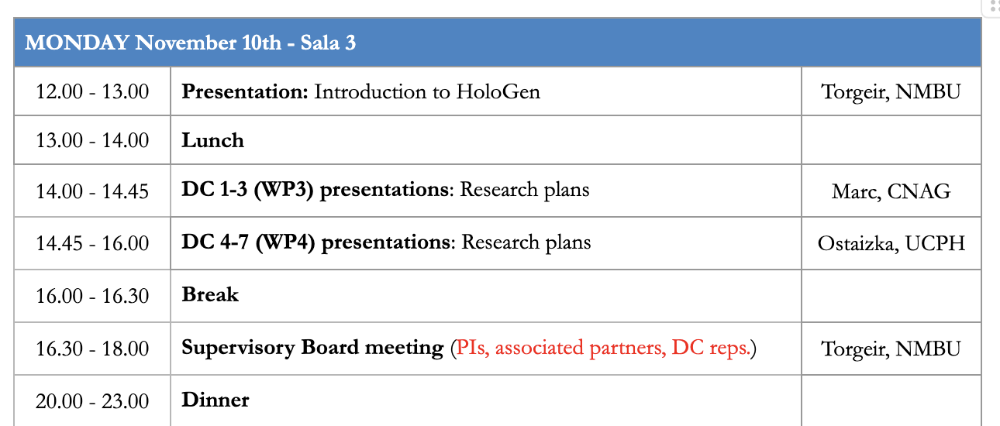 MONDAY November 10th - Sala 3
12.00 - 13.00 Presentation: Introduction to HoloGen Torgeir, NMBU
13.00 - 14.00 Lunch
14.00 - 14.45 DC 1-3 (WP3) presentations: Research plans Marc, CNAG
14.45 - 16.00 DC 4-7 (WP4) presentations: Research plans Ostaizka, UCPH
16.00 - 16.30 Break
16.30 - 18.00 Supervisory Board meeting (PIs, associated partners, DC reps.) Torgeir, NMBU
20.00 - 23.00 Dinner